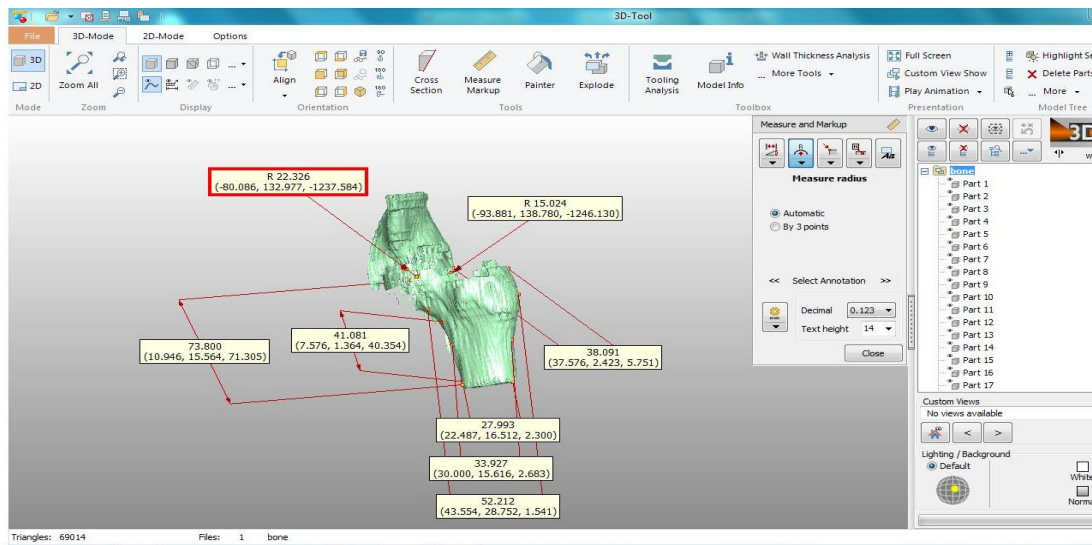 3D-Tool
File 3D-Mode 2D-Mode Options
3D
2D
Zoom All
Align
Cross Section
Measure Markup
Painter
Explode
Tooling Analysis
Model Info
Wall Thickness Analysis
... More Tools
Full Screen
Custom View Show
Play Animation
Highlight Se
Delete Parts
... More
Mode Zoom Display Orientation Tools Toolbox Presentation Model Tree
R 22.326
(-80.086, 132.977, -1237.584)
R 15.024
(-93.881, 138.780, -1246.130)
73.800
(10.946, 15.564, 71.305)
41.081
(7.576, 1.364, 40.354)
38.091
(37.576, 2.423, 5.751)
27.993
(22.487, 16.512, 2.300)
33.927
(30.000, 15.616, 2.683)
52.212
(43.554, 28.752, 1.541)
Measure and Markup
Aa
Measure radius
Automatic
By 3 points
<< Select Annotation >>
Decimal 0.123
Text height 14
Close
3D
bone
Part 1
Part 2
Part 3
Part 4
Part 5
Part 6
Part 7
Part 8
Part 9
Part 10
Part 11
Part 12
Part 13
Part 14
Part 15
Part 16
Part 17
Custom Views
No views available
< >
Lighting / Background
Default
White
Norma
Triangles: 69014 Files: 1 bone